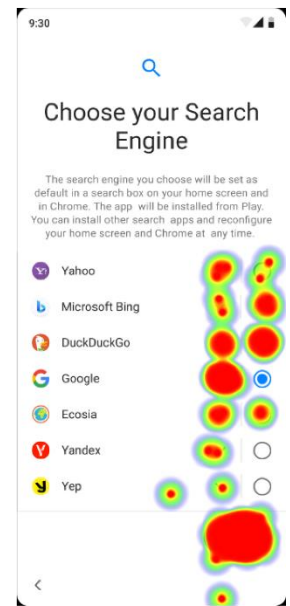 9:30
Choose your Search
Engine
The search engine you choose will be set as
default in a search box on your home screen and
in Chrome. The app will be installed from Play.
You can install other search apps and reconfigure
your home screen and Chrome at any time.
Yahoo
Microsoft Bing
DuckDuckGo
Google
Ecosia
Yandex
Yep